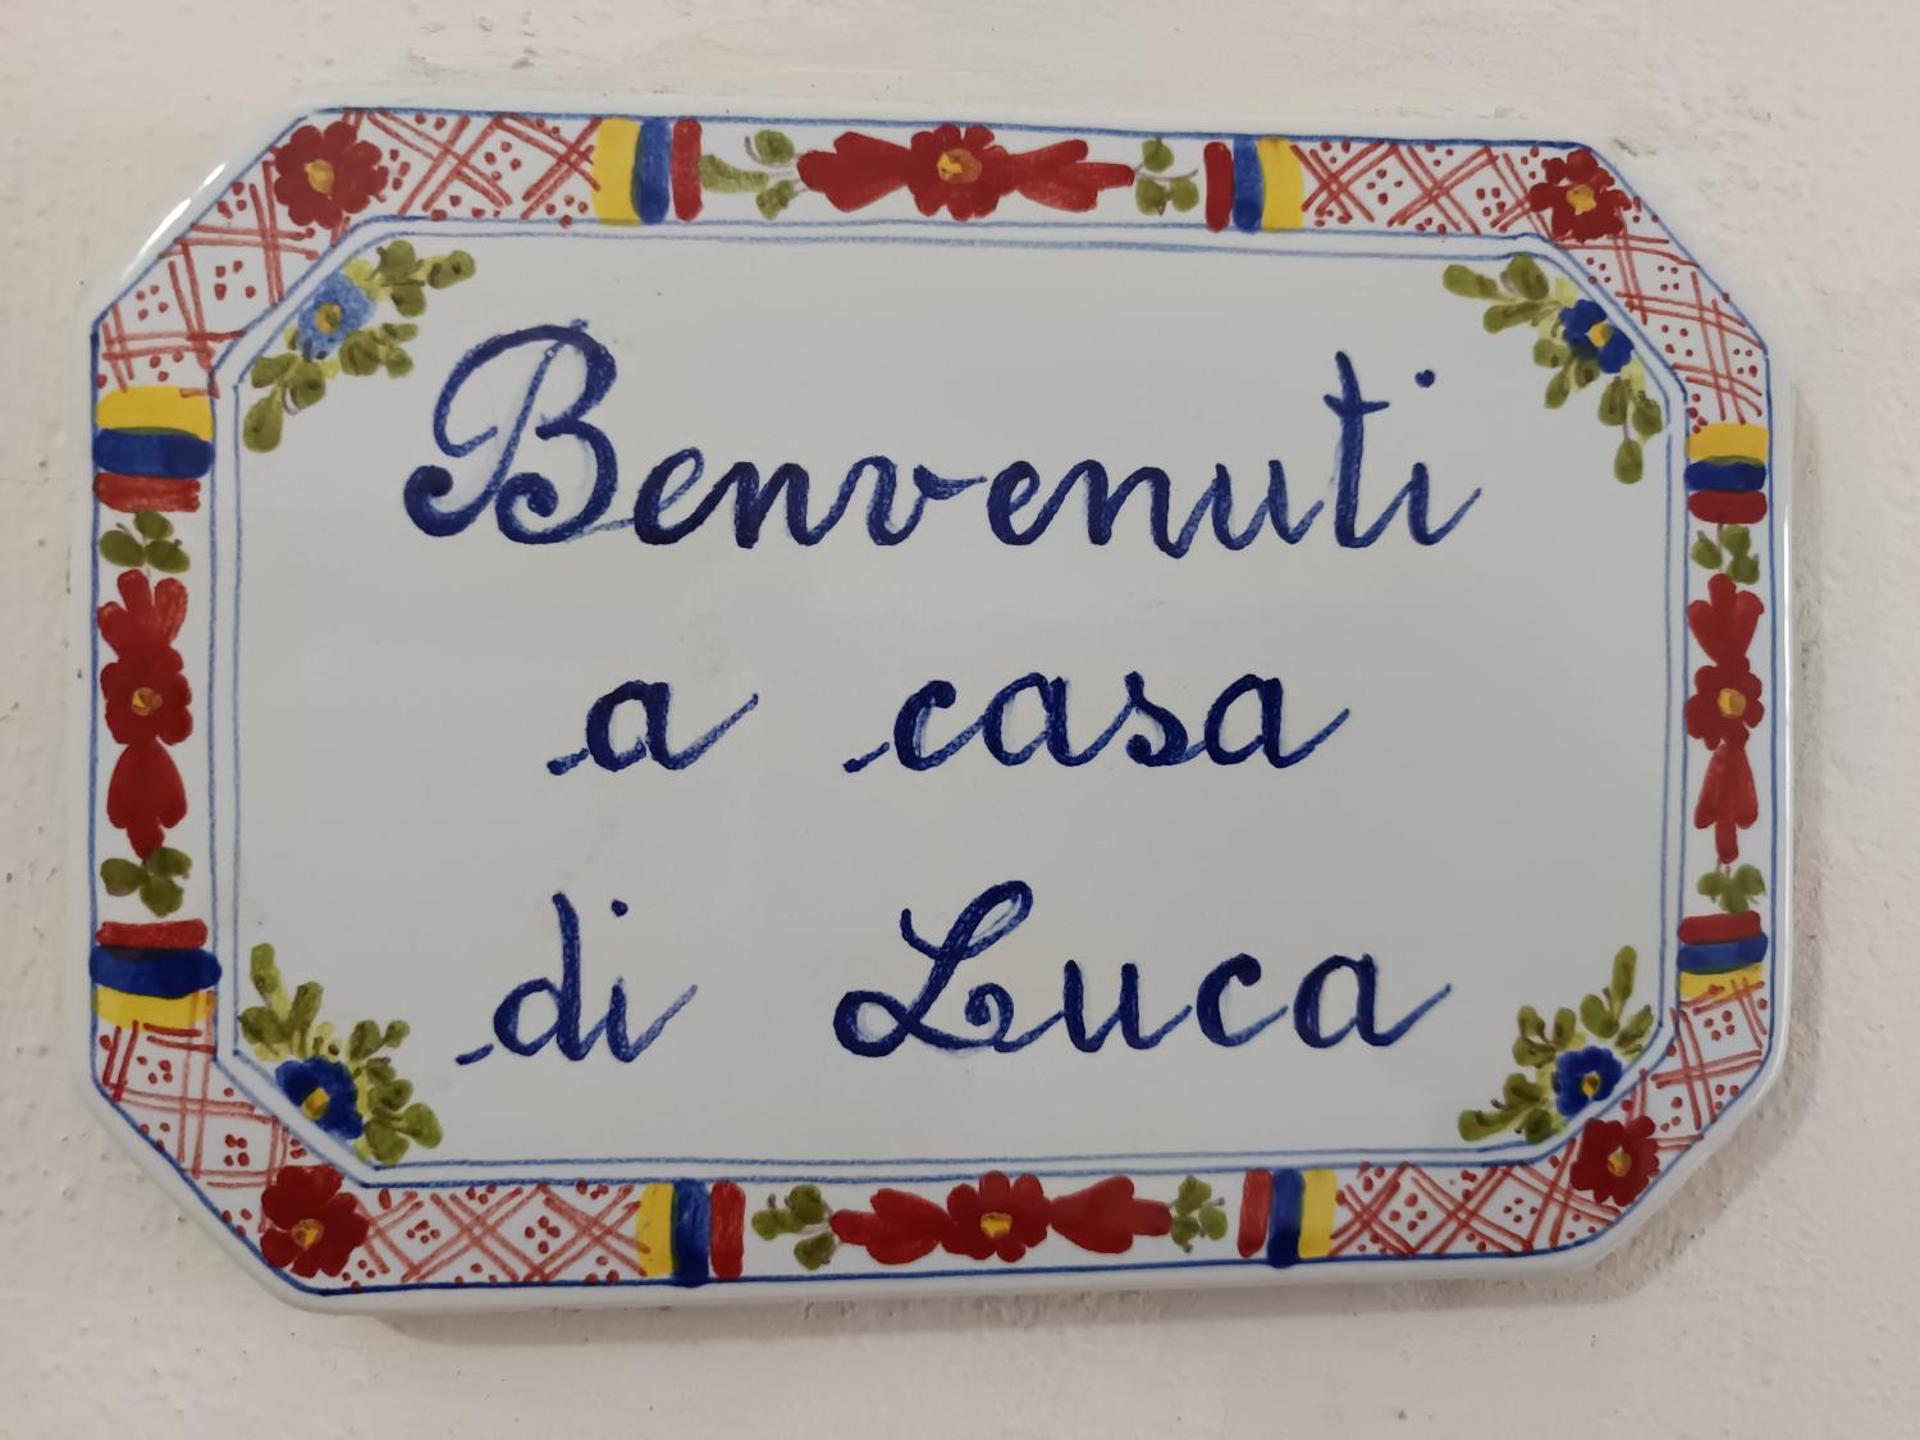 Benvenuti
a casa
di Luca